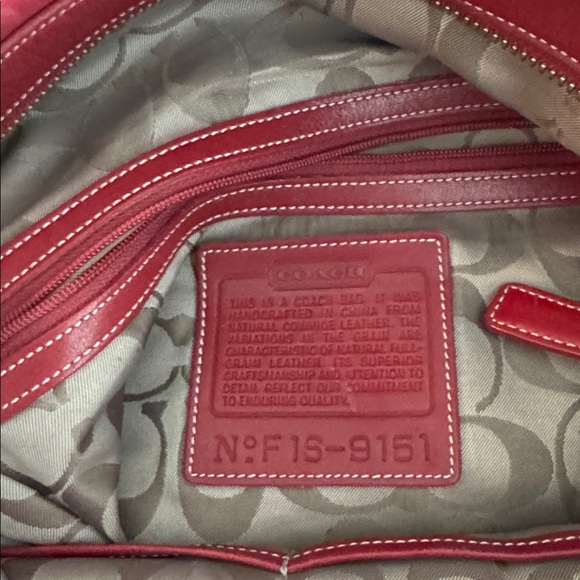 COACH
THIS IS A COACH BAG. IT WAS
HANDCRAFTED IN CHINA FROM
NATURAL COWHIDE LEATHER. THE
VARIATIONS IN THE GRAIN ARE
CHARACTERISTIC OF NATURAL FULL-
GRAIN LEATHER. ITS SUPERIOR
CRAFTSMANSHIP AND ATTENTION TO
DETAIL REFLECT OUR COMMITMENT
TO ENDURING QUALITY.
Nº F1S-9151